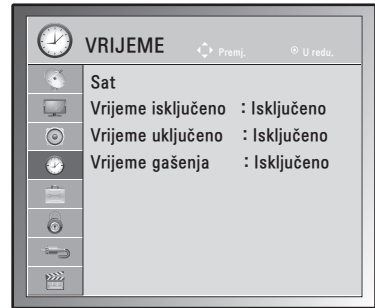 VRIJEME Premj. U redu.
Sat
Vrijeme isključeno : Isključeno
Vrijeme uključeno : Isključeno
Vrijeme gašenja : Isključeno